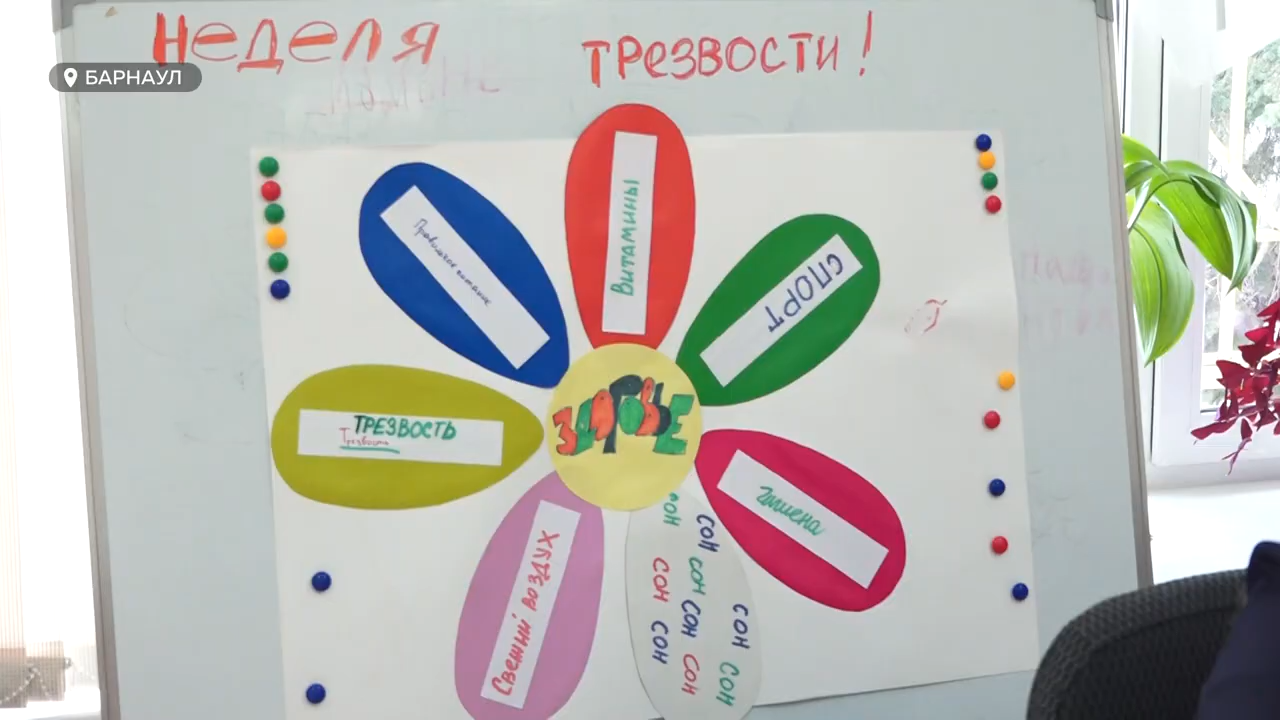 Неделя трезвости!
БАРНАУЛ
Витамины
Правильное питание
СПОРТ
ЗДОРОВЬЕ
ТРЕЗВОСТЬ
Трезвость
Гигиена
Свежий воздух
сон
сон
сон
сон
сон
сон
сон
сон
сон
сон